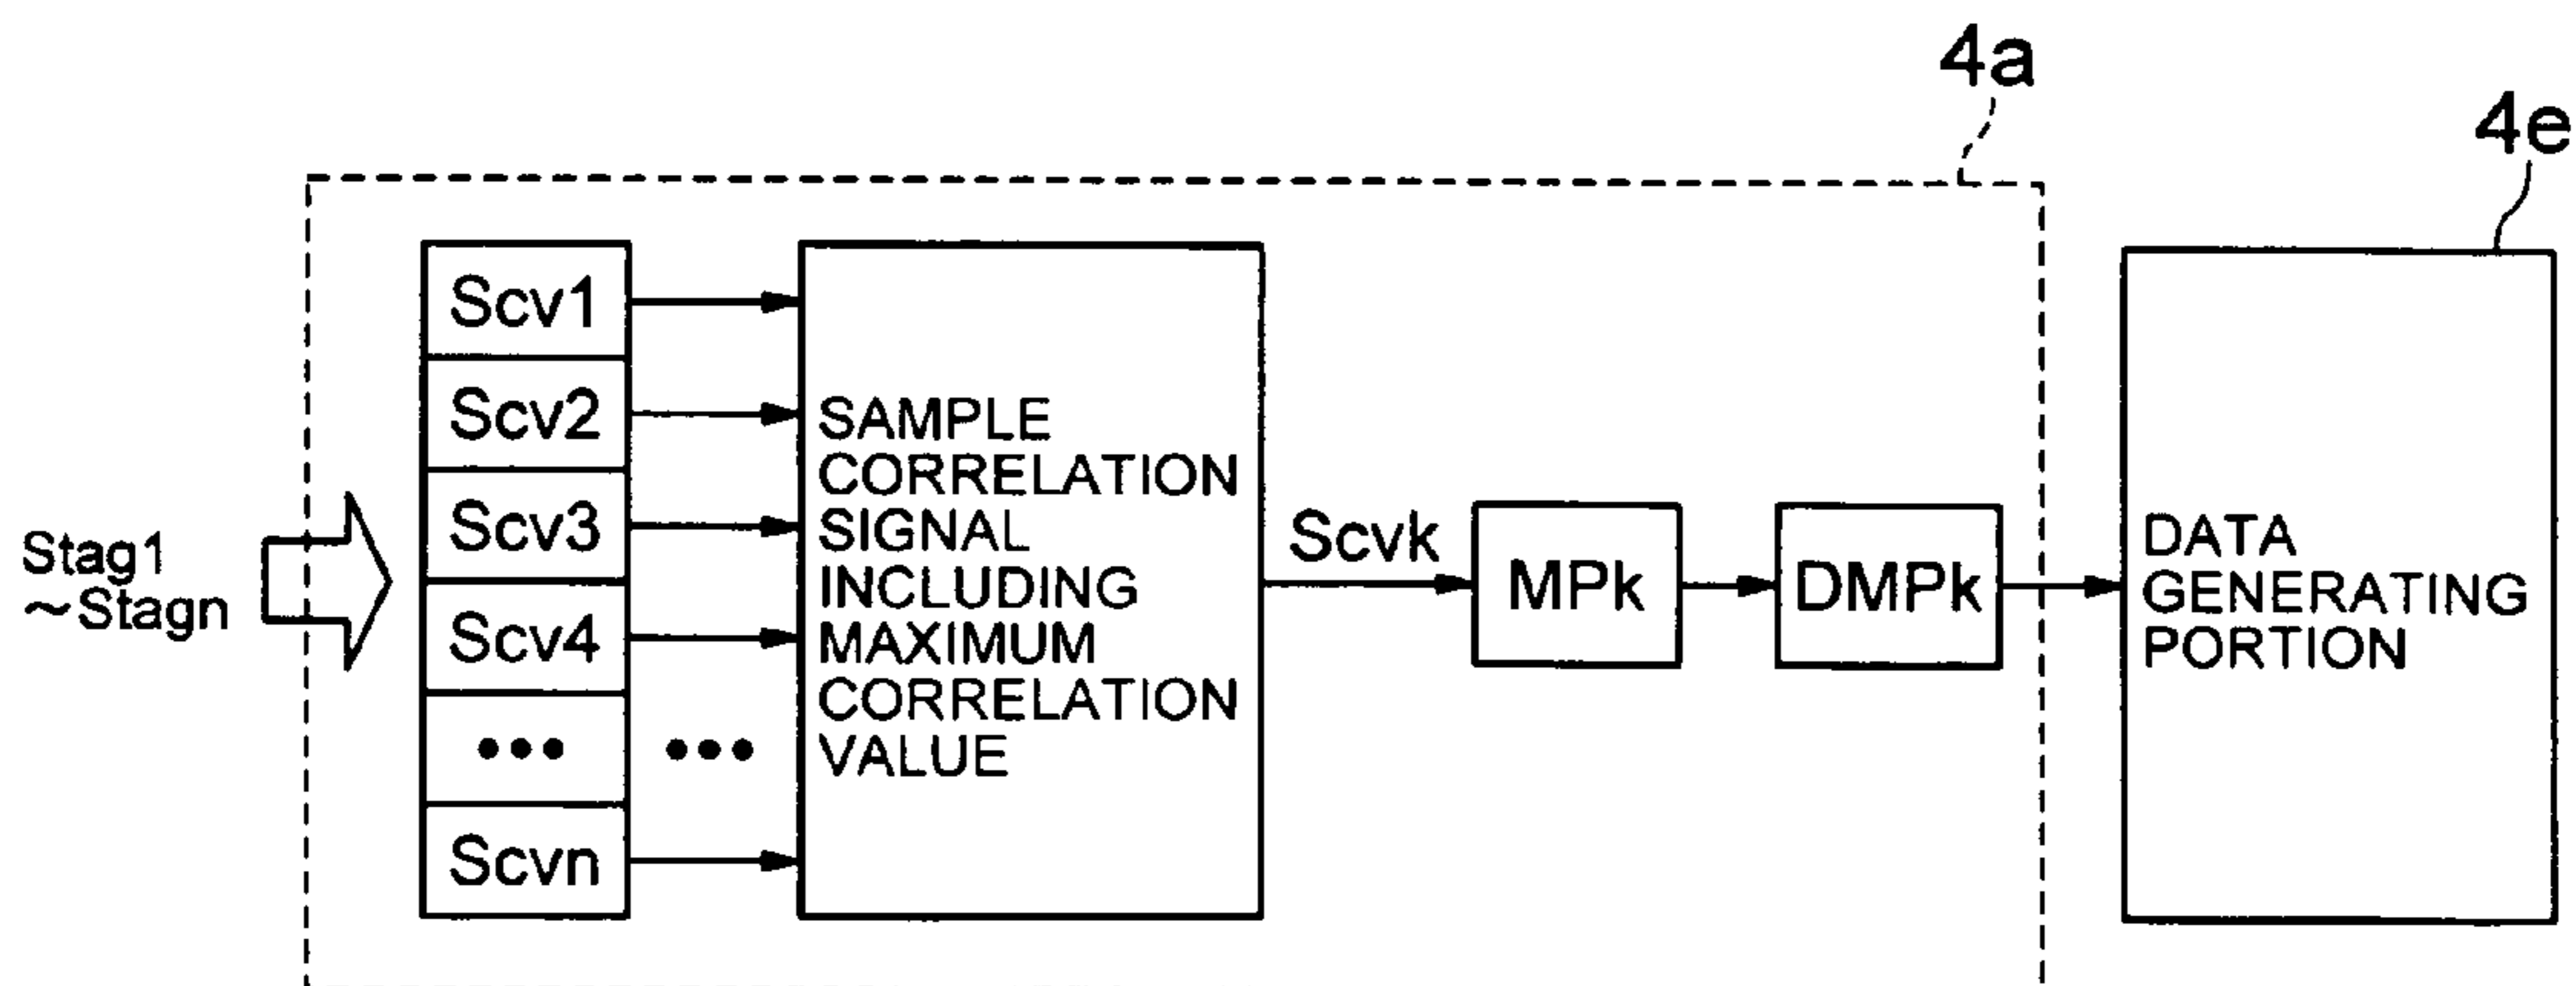 4a
4e
Stag1
~Stagn
Scv1
Scv2
Scv3
Scv4
•••
Scvn
•••
SAMPLE
CORRELATION
SIGNAL
INCLUDING
MAXIMUM
CORRELATION
VALUE
Scvk
MPk
DMPk
DATA
GENERATING
PORTION